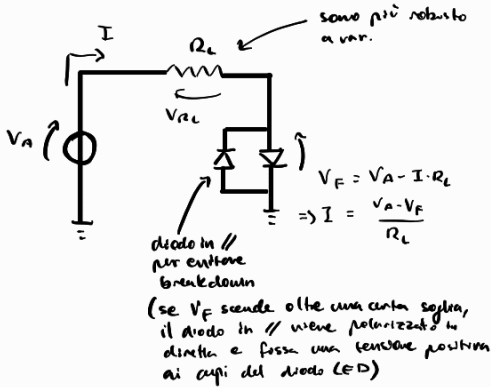 sono più robusto
a var.
I
R_L
V_RL
V_A
V_F = V_A - I · R_L
=> I = (V_A - V_F) / R_L
diodo in //
per evitare
breakdown
(se V_F scende oltre una certa soglia,
il diodo in // viene polarizzato in
diretta e fissa una tensione positiva
ai capi del diodo (ED)